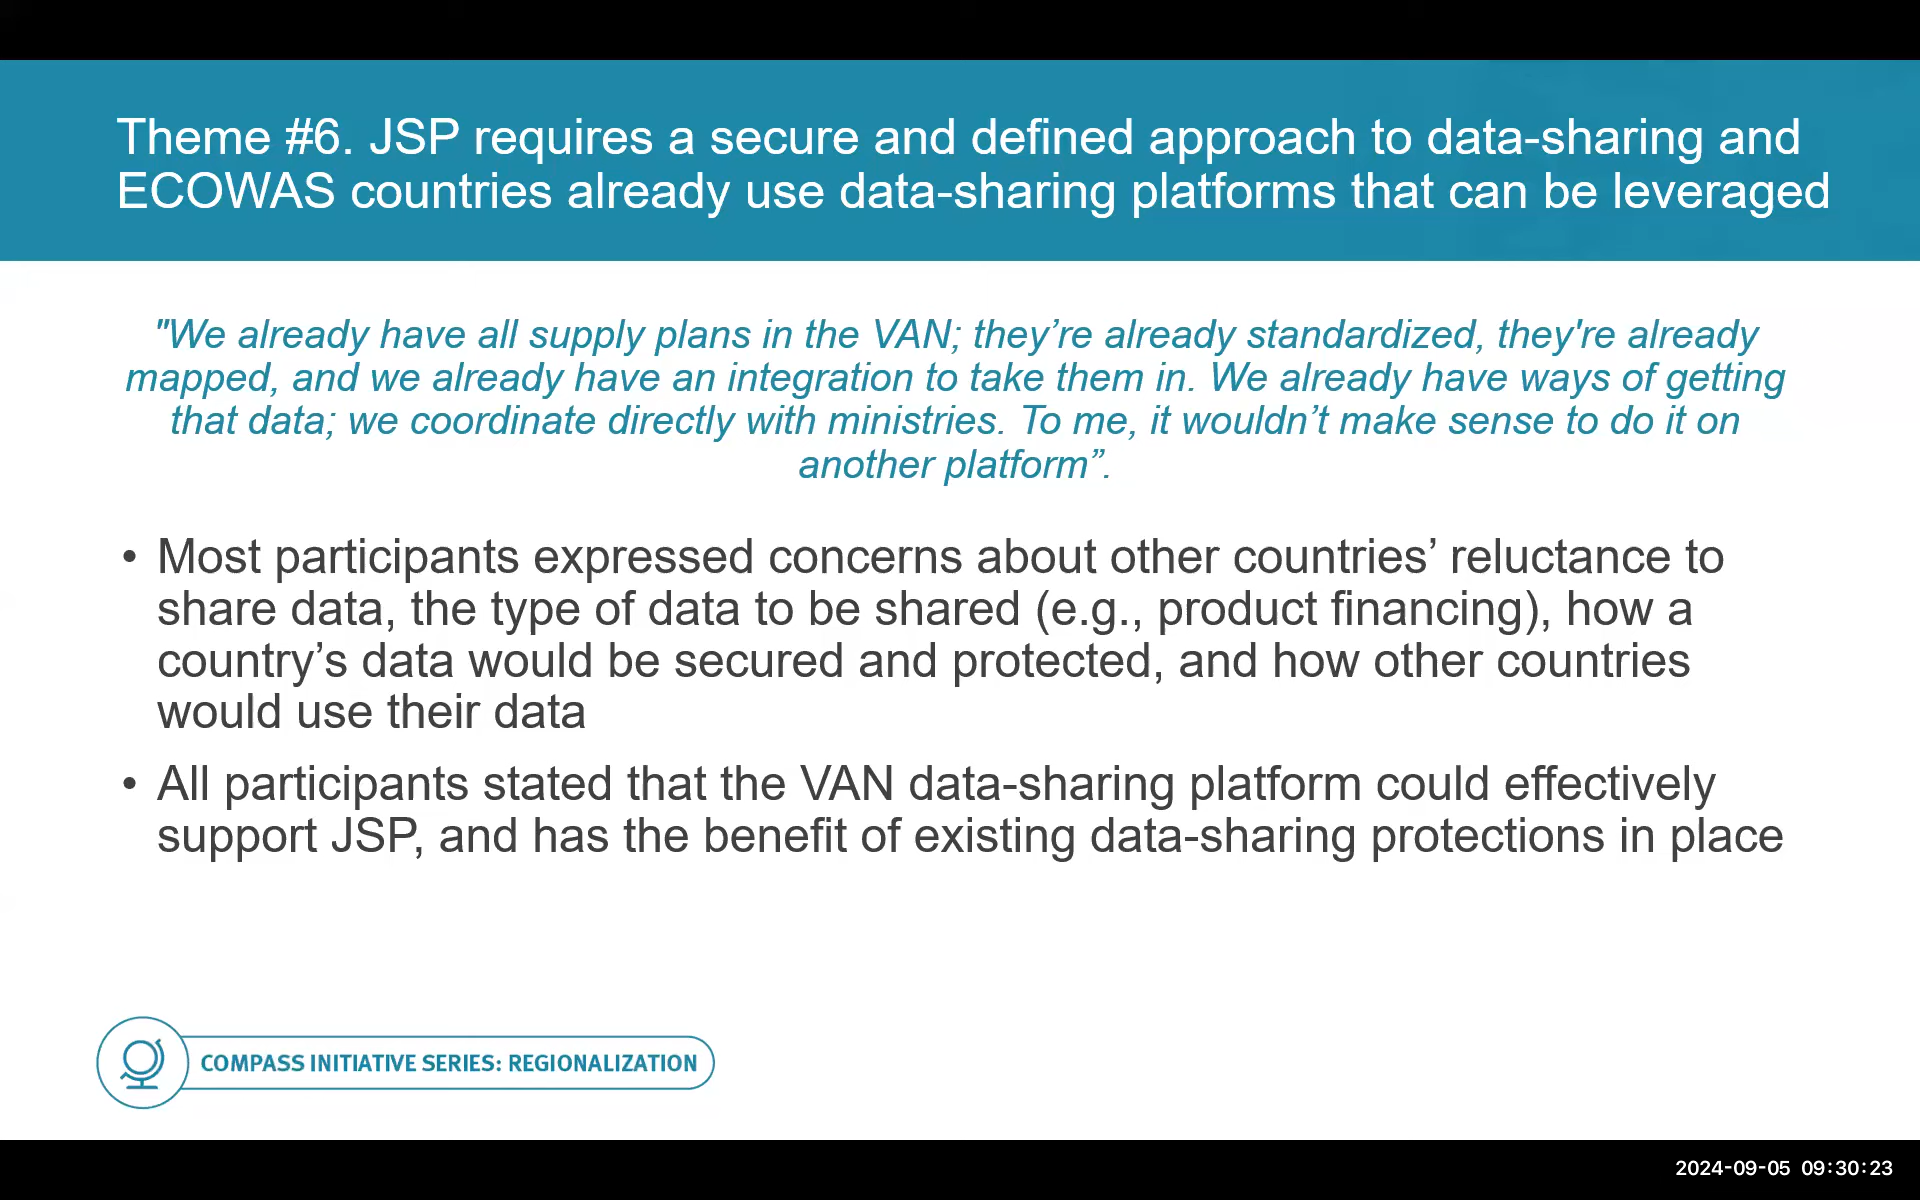 Theme #6. JSP requires a secure and defined approach to data-sharing and
ECOWAS countries already use data-sharing platforms that can be leveraged
"We already have all supply plans in the VAN; they’re already standardized, they're already
mapped, and we already have an integration to take them in. We already have ways of getting
that data; we coordinate directly with ministries. To me, it wouldn’t make sense to do it on
another platform”.
• Most participants expressed concerns about other countries’ reluctance to
share data, the type of data to be shared (e.g., product financing), how a
country’s data would be secured and protected, and how other countries
would use their data
• All participants stated that the VAN data-sharing platform could effectively
support JSP, and has the benefit of existing data-sharing protections in place
COMPASS INITIATIVE SERIES: REGIONALIZATION
2024-09-05 09:30:23